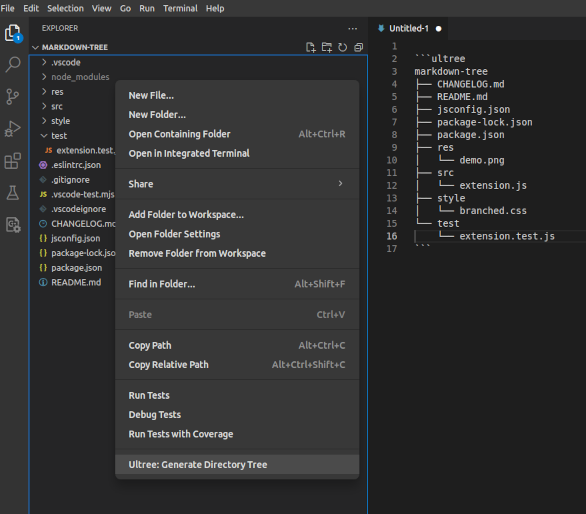 File Edit Selection View Go Run Terminal Help
EXPLORER
MARKDOWN-TREE
.vscode
node_modules
res
src
style
test
JS extension.test.
.eslintrc.json
.gitignore
JS .vscode-test.mjs
.vscodeignore
CHANGELOG.md
{} jsconfig.json
{} package-lock.json
{} package.json
README.md
1
New File...
New Folder...
Open Containing Folder Alt+Ctrl+R
Open in Integrated Terminal
Share
Add Folder to Workspace...
Open Folder Settings
Remove Folder from Workspace
Find in Folder... Alt+Shift+F
Paste Ctrl+V
Copy Path Alt+Ctrl+C
Copy Relative Path Alt+Ctrl+Shift+C
Run Tests
Debug Tests
Run Tests with Coverage
Ultree: Generate Directory Tree
Untitled-1
1
2 ```ultree
3 markdown-tree
4 ├── CHANGELOG.md
5 ├── README.md
6 ├── jsconfig.json
7 ├── package-lock.json
8 ├── package.json
9 ├── res
10 │   └── demo.png
11 ├── src
12 │   └── extension.js
13 ├── style
14 │   └── branched.css
15 └── test
16     └── extension.test.js
17 ```